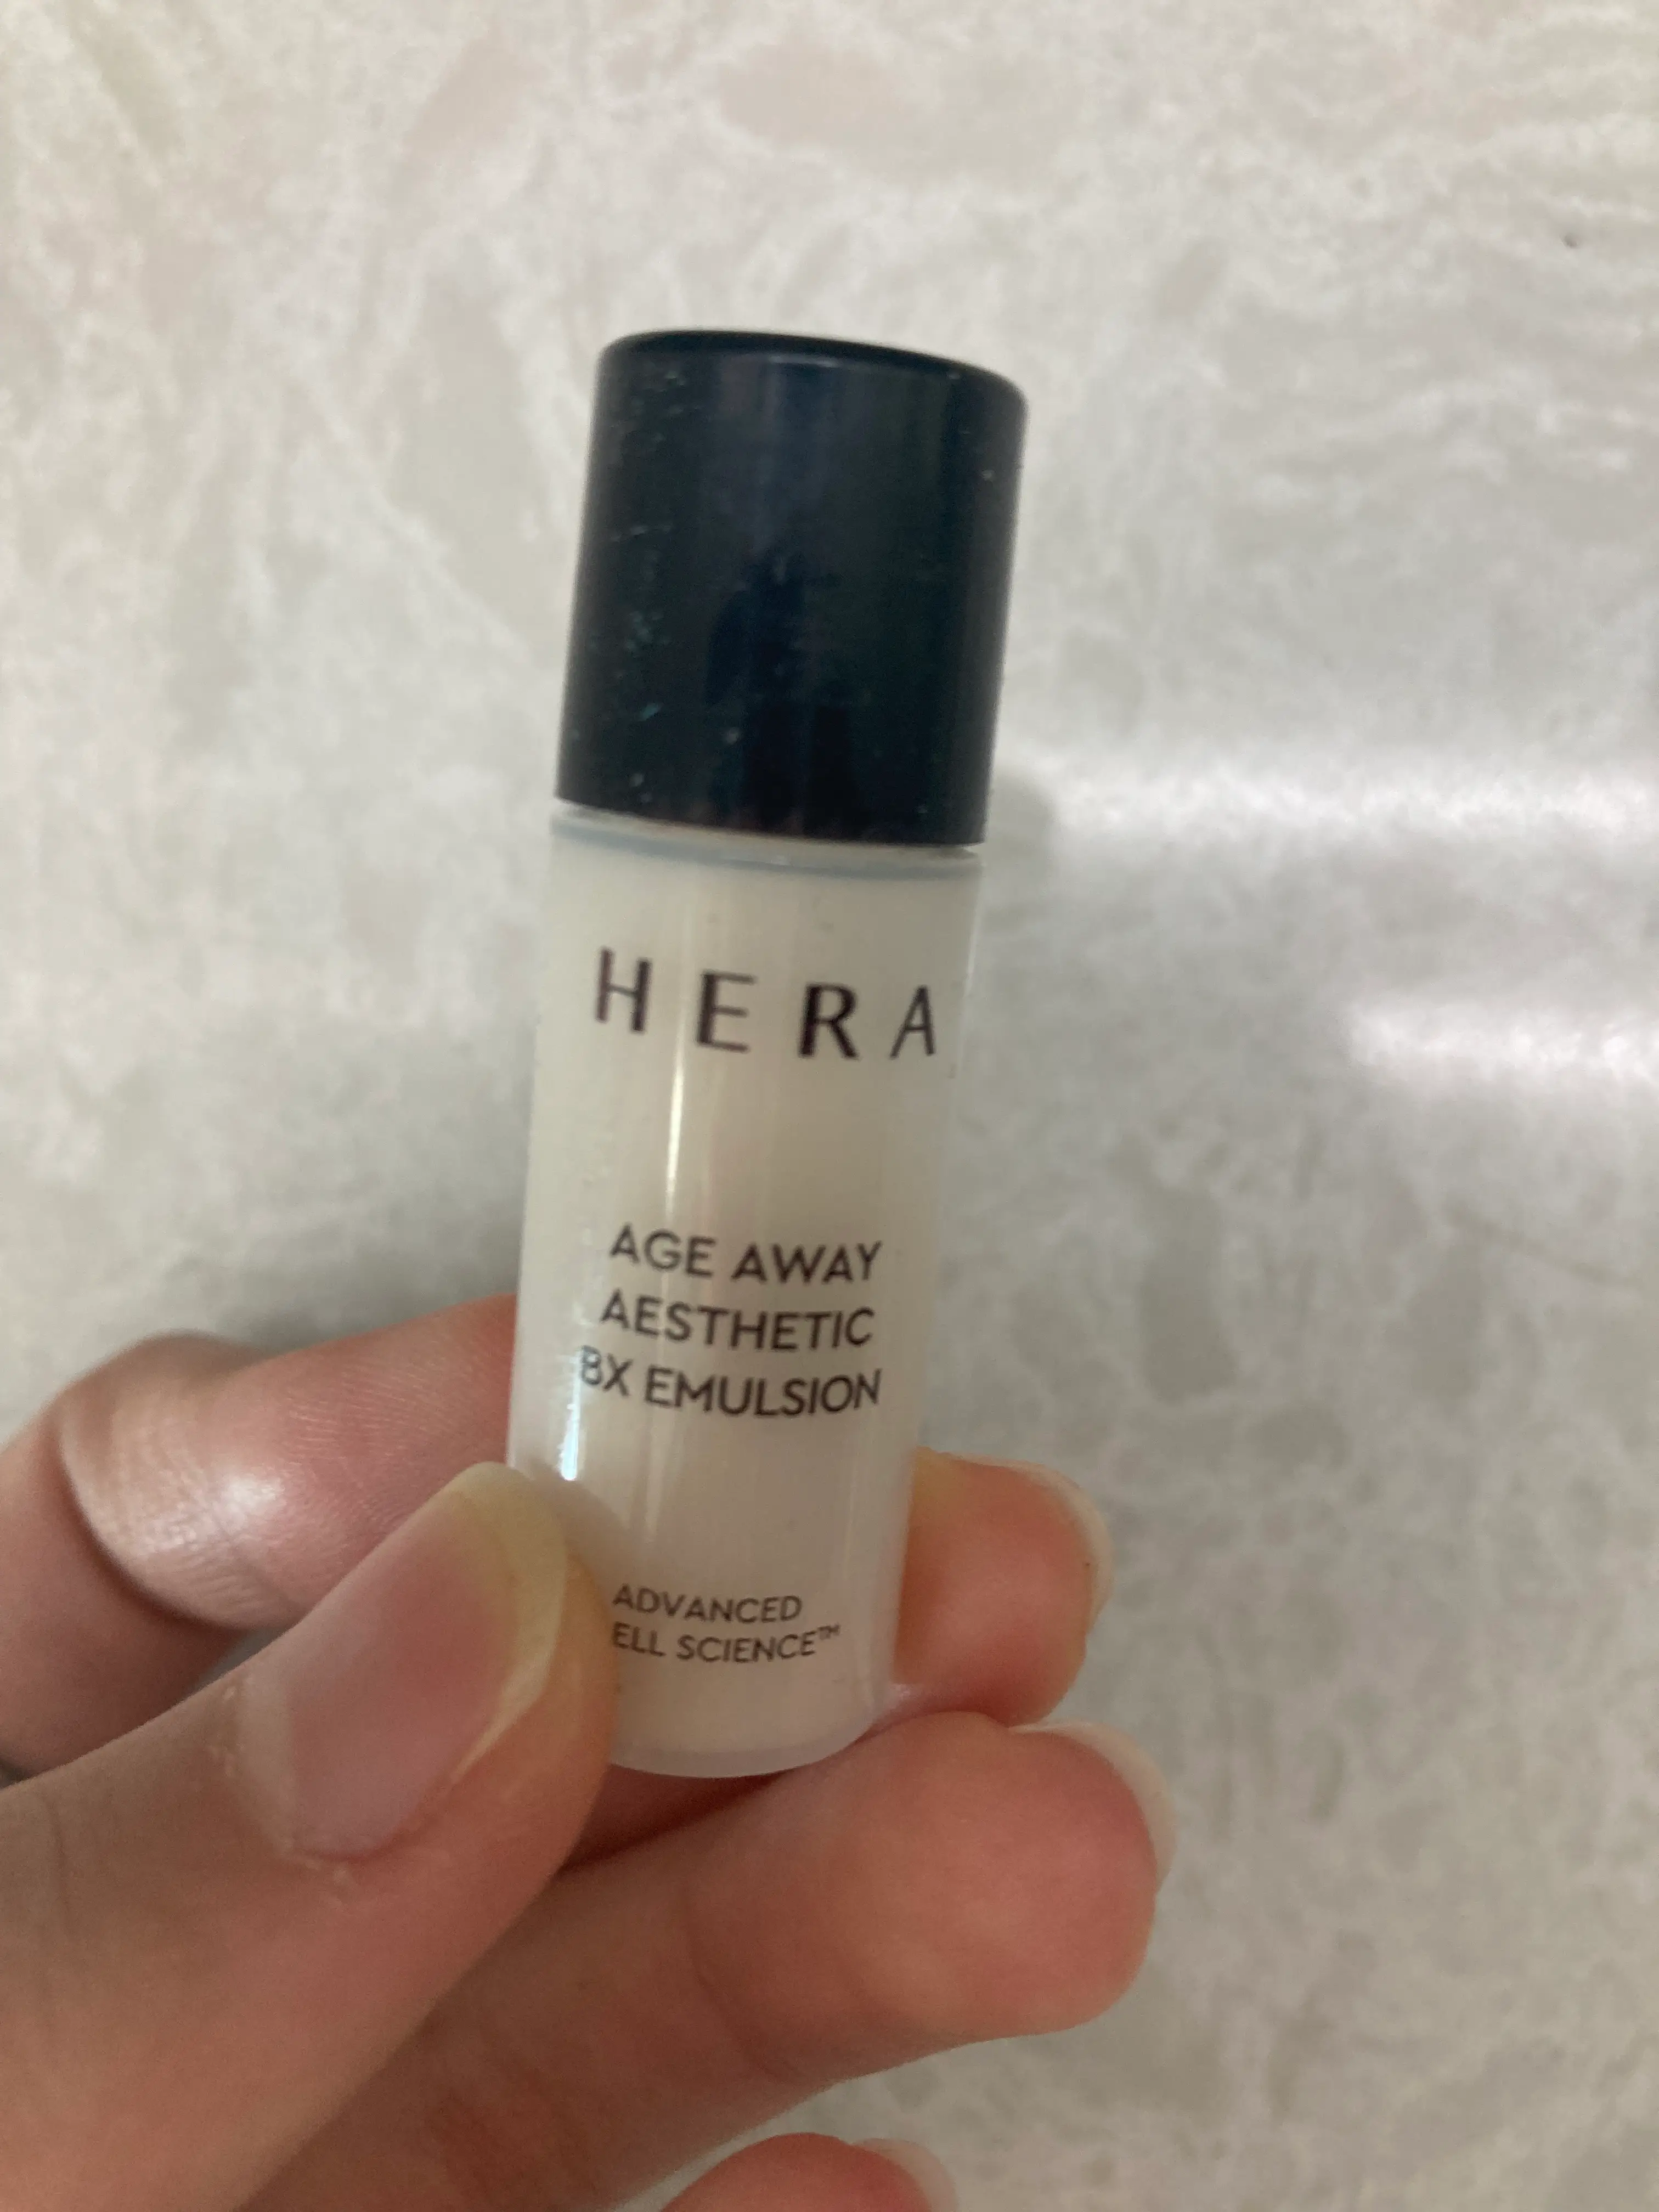 HERA
AGE AWAY
AESTHETIC
BX EMULSION
ADVANCED
ELL SCIENCE™